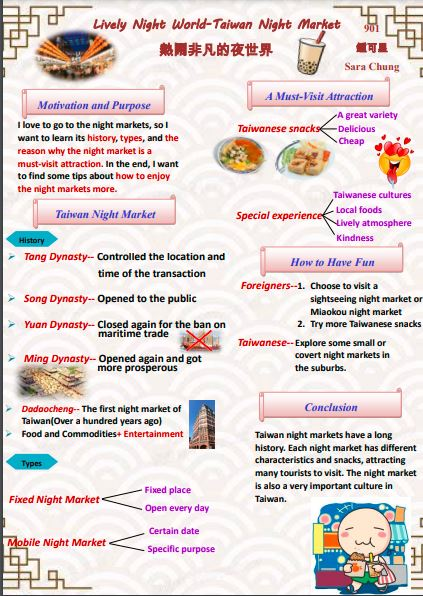 Lively Night World-Taiwan Night Market
熱鬧非凡的夜世界
901
Sara Chung
Motivation and Purpose
I love to go to the night markets, so I
want to learn its history, types, and the
reason why the night market is a
must-visit attraction. In the end, I want
to find some tips about how to enjoy
the night markets more.
Taiwan Night Market
History
Tang Dynasty-- Controlled the location and
time of the transaction
Song Dynasty-- Opened to the public
Yuan Dynasty-- Closed again for the ban on
maritime trade
Ming Dynasty-- Opened again and got
more prosperous
Dadaocheng-- The first night market of
Taiwan(Over a hundred years ago)
Food and Commodities+ Entertainment
Types
Fixed Night Market
Fixed place
Open every day
Mobile Night Market
Certain date
Specific purpose
A Must-Visit Attraction
Taiwanese snacks
A great variety
Delicious
Cheap
Special experience
Taiwanese cultures
Local foods
Lively atmosphere
Kindness
How to Have Fun
Foreigners--1. Choose to visit a
sightseeing night market or
Miaokou night market
2. Try more Taiwanese snacks
Taiwanese-- Explore some small or
covert night markets in
the suburbs.
Conclusion
Taiwan night markets have a long
history. Each night market has different
characteristics and snacks, attracting
many tourists to visit. The night market
is also a very important culture in
Taiwan.